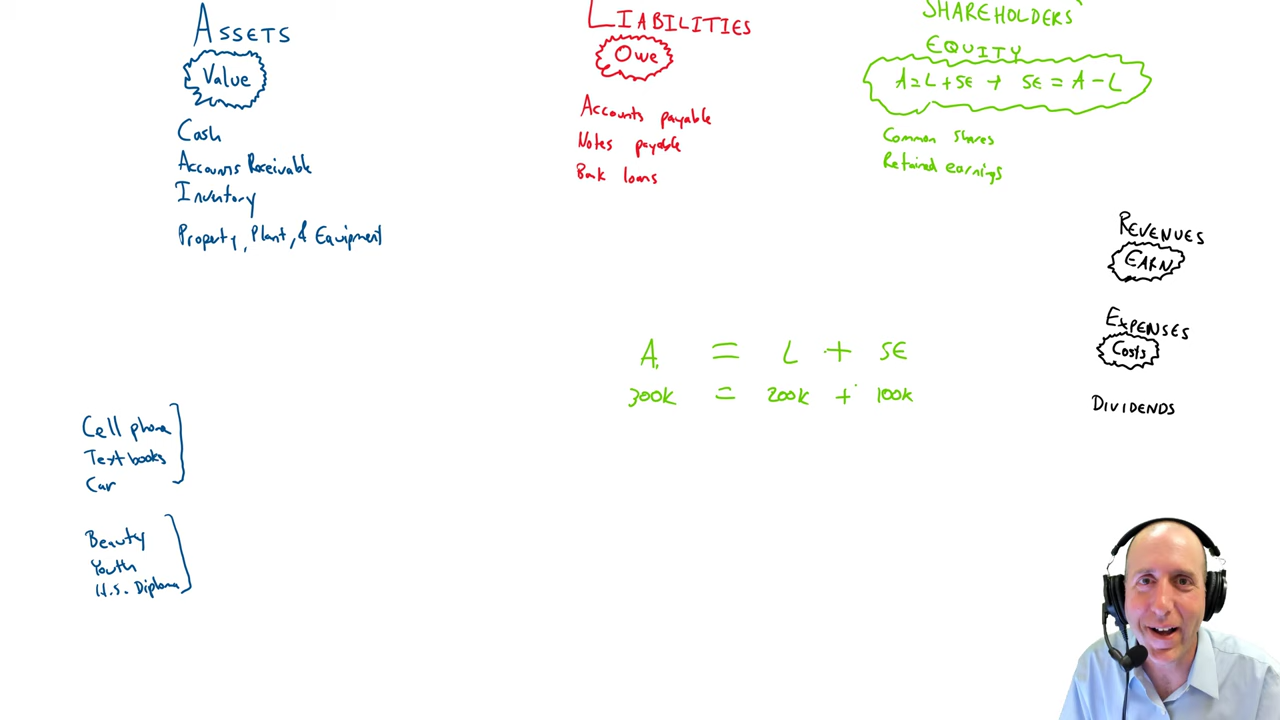 ASSETS
Value
Cash
Accounts Receivable
Inventory
Property, Plant, & Equipment
Cell phone
Textbooks
Car
Beauty
Youth
H.S. Diploma
LIABILITIES
Owe
Accounts payable
Notes payable
Bank loans
SHAREHOLDERS'
EQUITY
A=L+SE → SE = A-L
Common shares
Retained earnings
A = L + SE
300k = 200k + 100k
REVENUES
EARN
EXPENSES
Costs
DIVIDENDS